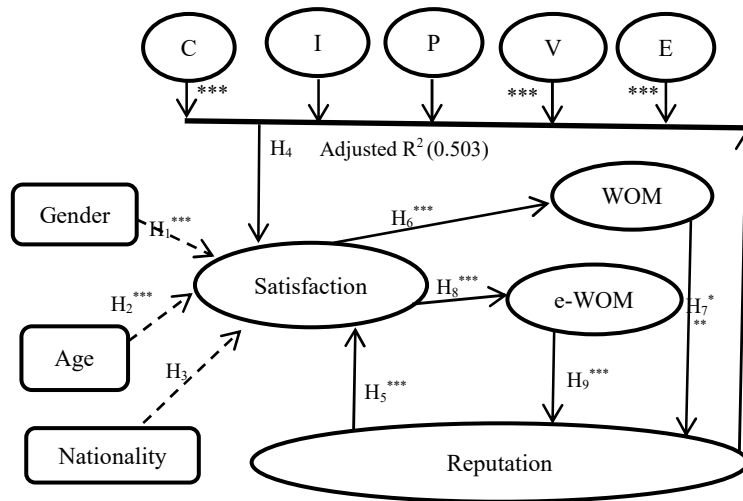 C
I
P
V
E
***
***
***
H₄
Adjusted R² (0.503)
WOM
Gender
H₁***
H₆***
Satisfaction
H₈***
e-WOM
H₂***
H₇*
**
Age
H₃
H₅***
H₉***
Nationality
Reputation